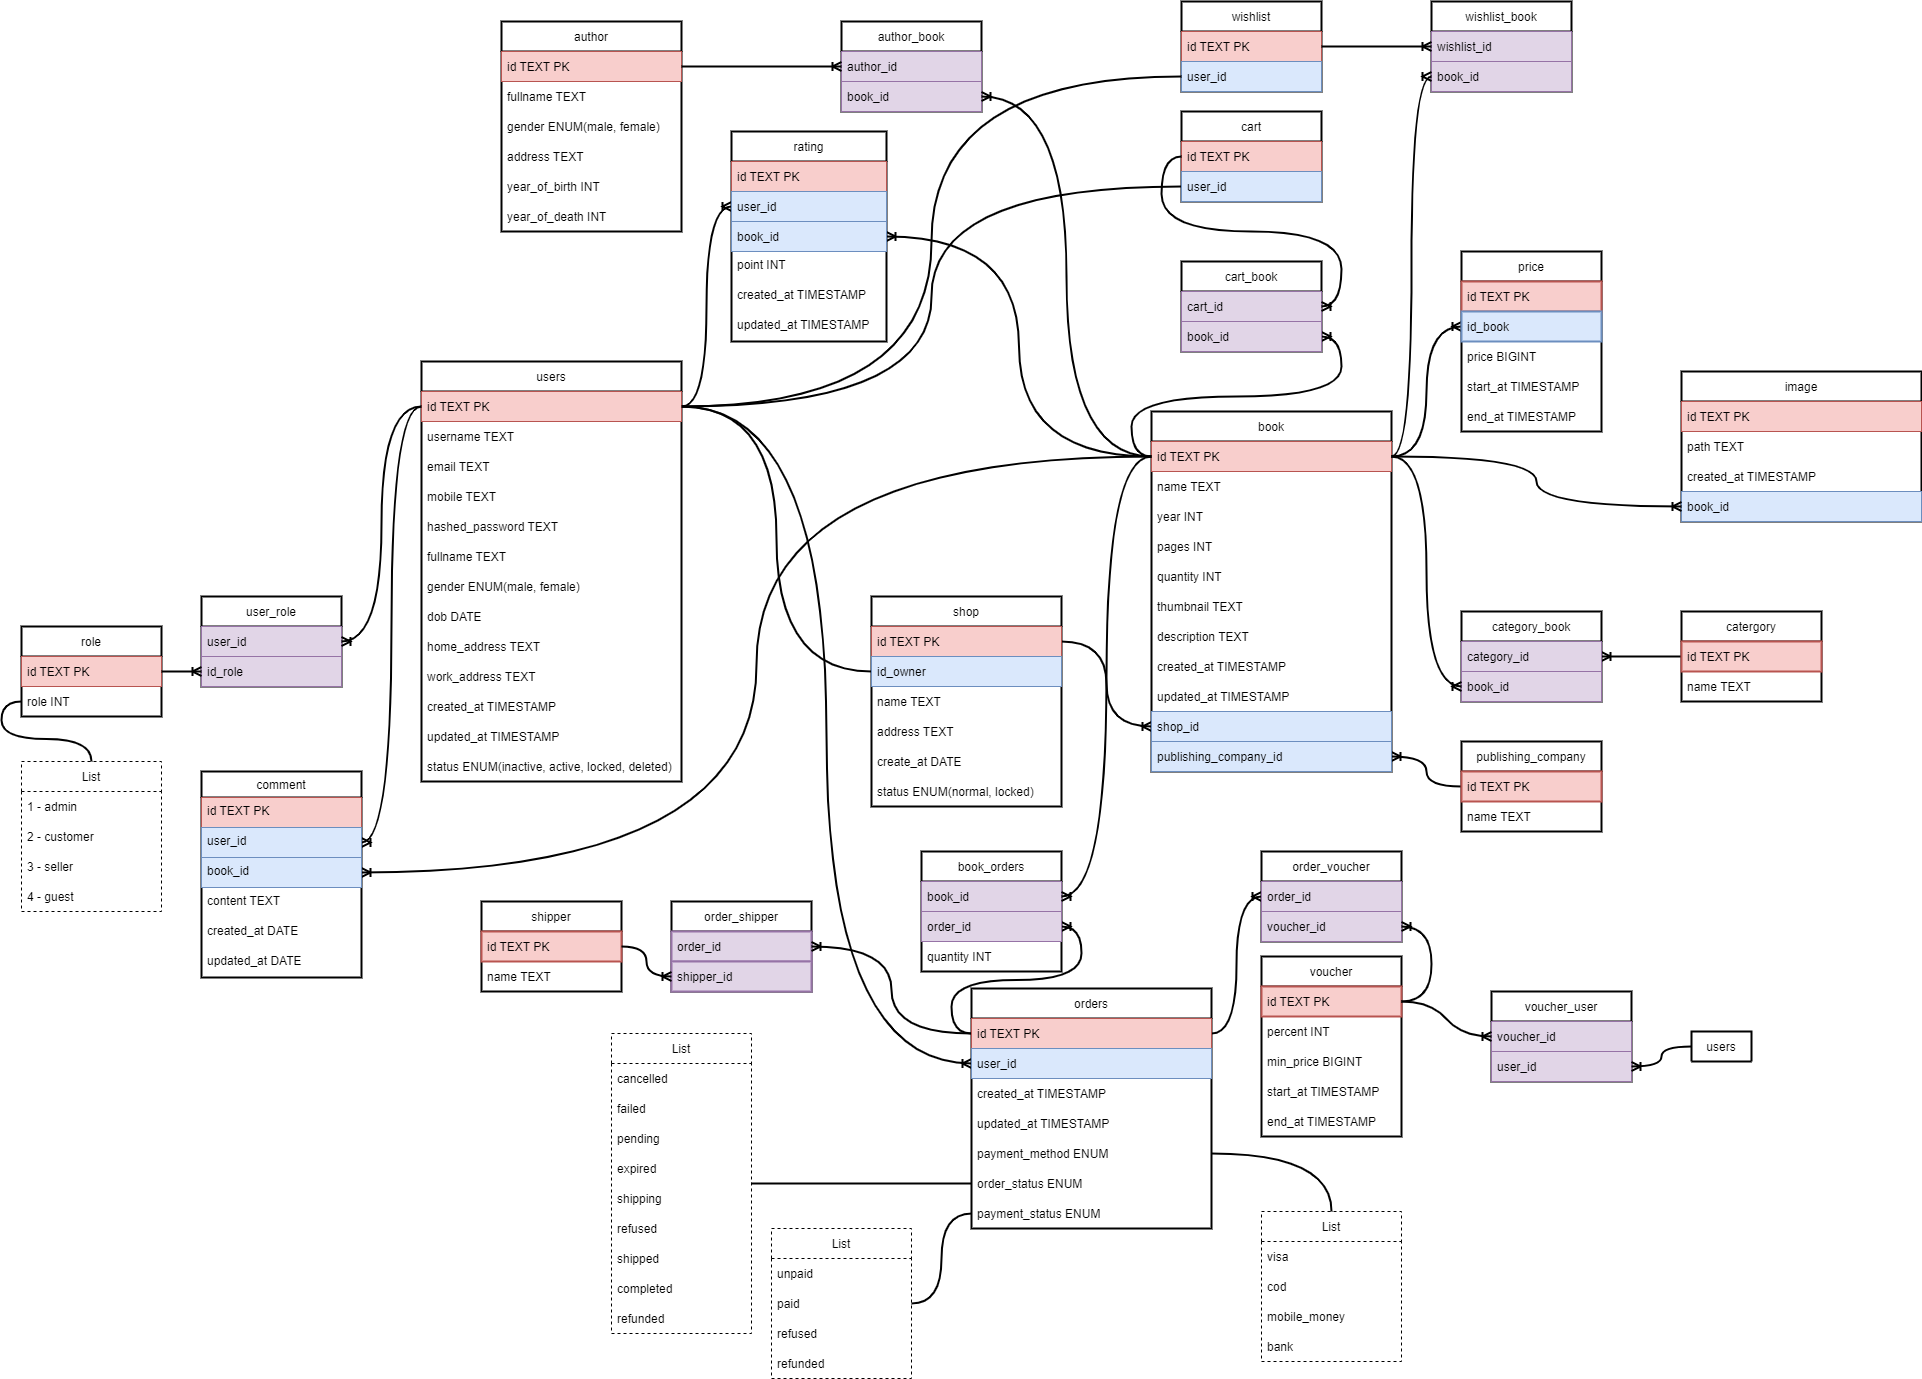 author
id TEXT PK
fullname TEXT
gender ENUM(male, female)
address TEXT
year_of_birth INT
year_of_death INT
author_book
author_id
book_id
wishlist
id TEXT PK
user_id
wishlist_book
wishlist_id
book_id
rating
id TEXT PK
user_id
book_id
point INT
created_at TIMESTAMP
updated_at TIMESTAMP
cart
id TEXT PK
user_id
cart_book
cart_id
book_id
price
id TEXT PK
id_book
price BIGINT
start_at TIMESTAMP
end_at TIMESTAMP
image
id TEXT PK
path TEXT
created_at TIMESTAMP
book_id
users
id TEXT PK
username TEXT
email TEXT
mobile TEXT
hashed_password TEXT
fullname TEXT
gender ENUM(male, female)
dob DATE
home_address TEXT
work_address TEXT
created_at TIMESTAMP
updated_at TIMESTAMP
status ENUM(inactive, active, locked, deleted)
book
id TEXT PK
name TEXT
year INT
pages INT
quantity INT
thumbnail TEXT
description TEXT
created_at TIMESTAMP
updated_at TIMESTAMP
shop_id
publishing_company_id
role
id TEXT PK
role INT
user_role
user_id
id_role
List
1 - admin
2 - customer
3 - seller
4 - guest
comment
id TEXT PK
user_id
book_id
content TEXT
created_at DATE
updated_at DATE
shop
id TEXT PK
id_owner
name TEXT
address TEXT
create_at DATE
status ENUM(normal, locked)
category_book
category_id
book_id
catergory
id TEXT PK
name TEXT
publishing_company
id TEXT PK
name TEXT
shipper
id TEXT PK
name TEXT
order_shipper
order_id
shipper_id
book_orders
book_id
order_id
quantity INT
order_voucher
order_id
voucher_id
voucher
id TEXT PK
percent INT
min_price BIGINT
start_at TIMESTAMP
end_at TIMESTAMP
voucher_user
voucher_id
user_id
users
orders
id TEXT PK
user_id
created_at TIMESTAMP
updated_at TIMESTAMP
payment_method ENUM
order_status ENUM
payment_status ENUM
List
cancelled
failed
pending
expired
shipping
refused
shipped
completed
refunded
List
unpaid
paid
refused
refunded
List
visa
cod
mobile_money
bank